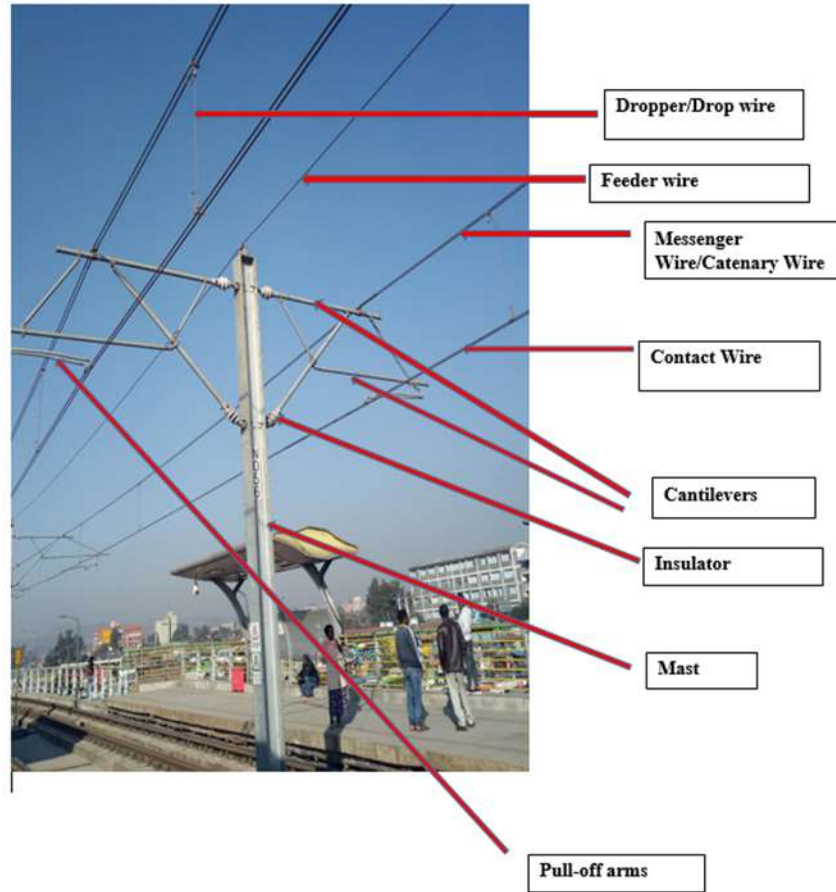 Dropper/Drop wire
Feeder wire
Messenger
Wire/Catenary Wire
Contact Wire
Cantilevers
Insulator
Mast
Pull-off arms